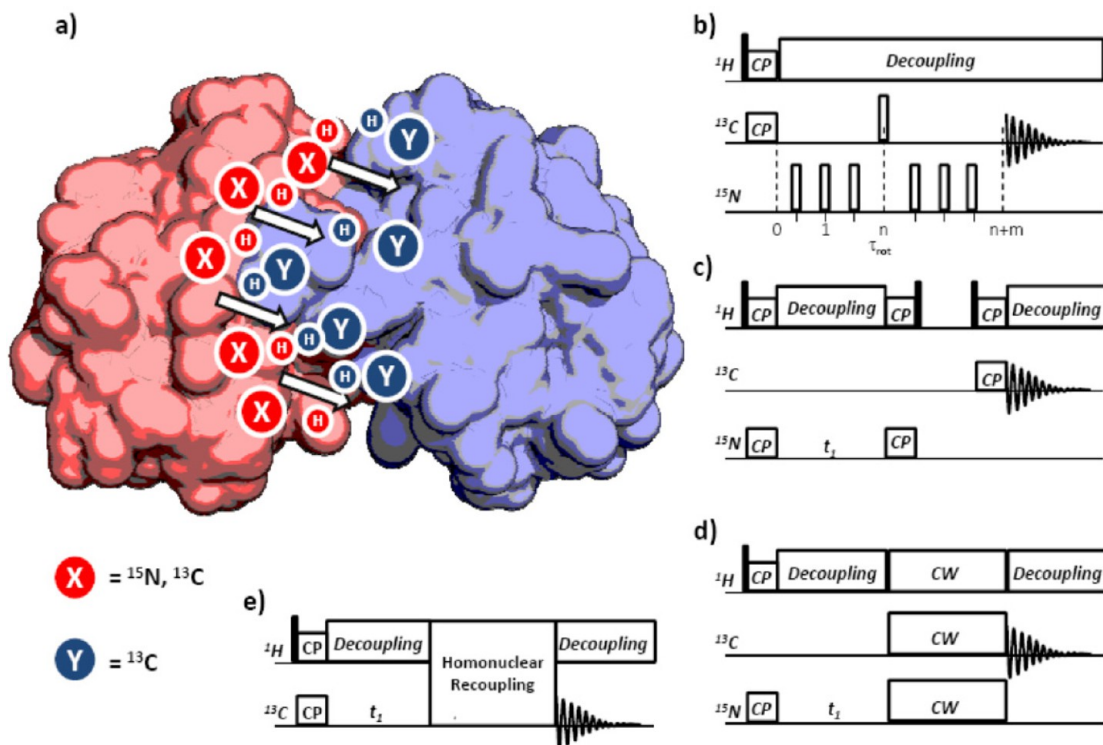 a)
H
H
Y
X
X
H
H
Y
H
X
Y
H
H
Y
H
X
H
Y
X
H
X = ¹⁵N, ¹³C
Y = ¹³C
b)
¹H CP Decoupling
¹³C CP
¹⁵N
0 1 n n+m
τrot
c)
¹H CP Decoupling CP CP Decoupling
¹³C CP
¹⁵N CP t₁ CP
d)
¹H CP Decoupling CW Decoupling
¹³C CW
¹⁵N CP t₁ CW
e)
¹H CP Decoupling Homonuclear Recoupling Decoupling
¹³C CP t₁